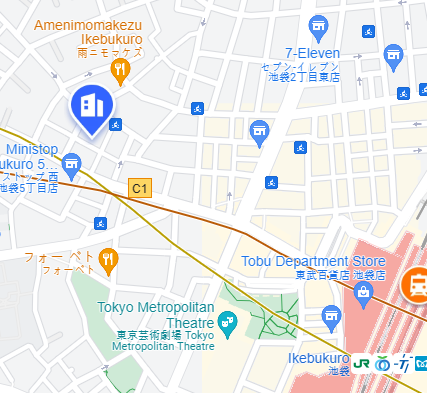 Amenimomakezu
Ikebukuro
雨ニモマケズ
7-Eleven
セブン-イレブン
池袋2丁目東店
Ministop
ukuro 5...
ストップ 西
池袋5丁目店
C1
フォー ベト
フォーベト
Tobu Department Store
東武百貨店 池袋店
Tokyo Metropolitan
Theatre
東京芸術劇場 Tokyo
Metropolitan Theatre
Ikebukuro
池袋
JR